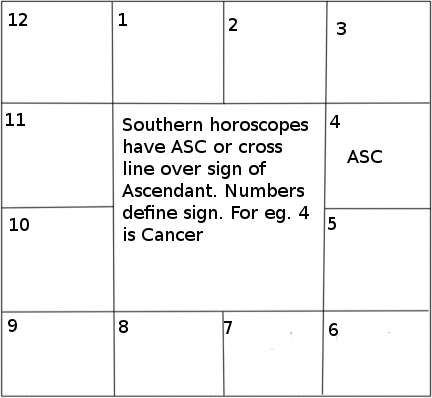 12
1
2
3
11
Southern horoscopes
have ASC or cross
line over sign of
Ascendant. Numbers
define sign. For eg. 4
is Cancer
4
ASC
10
5
9
8
7
6